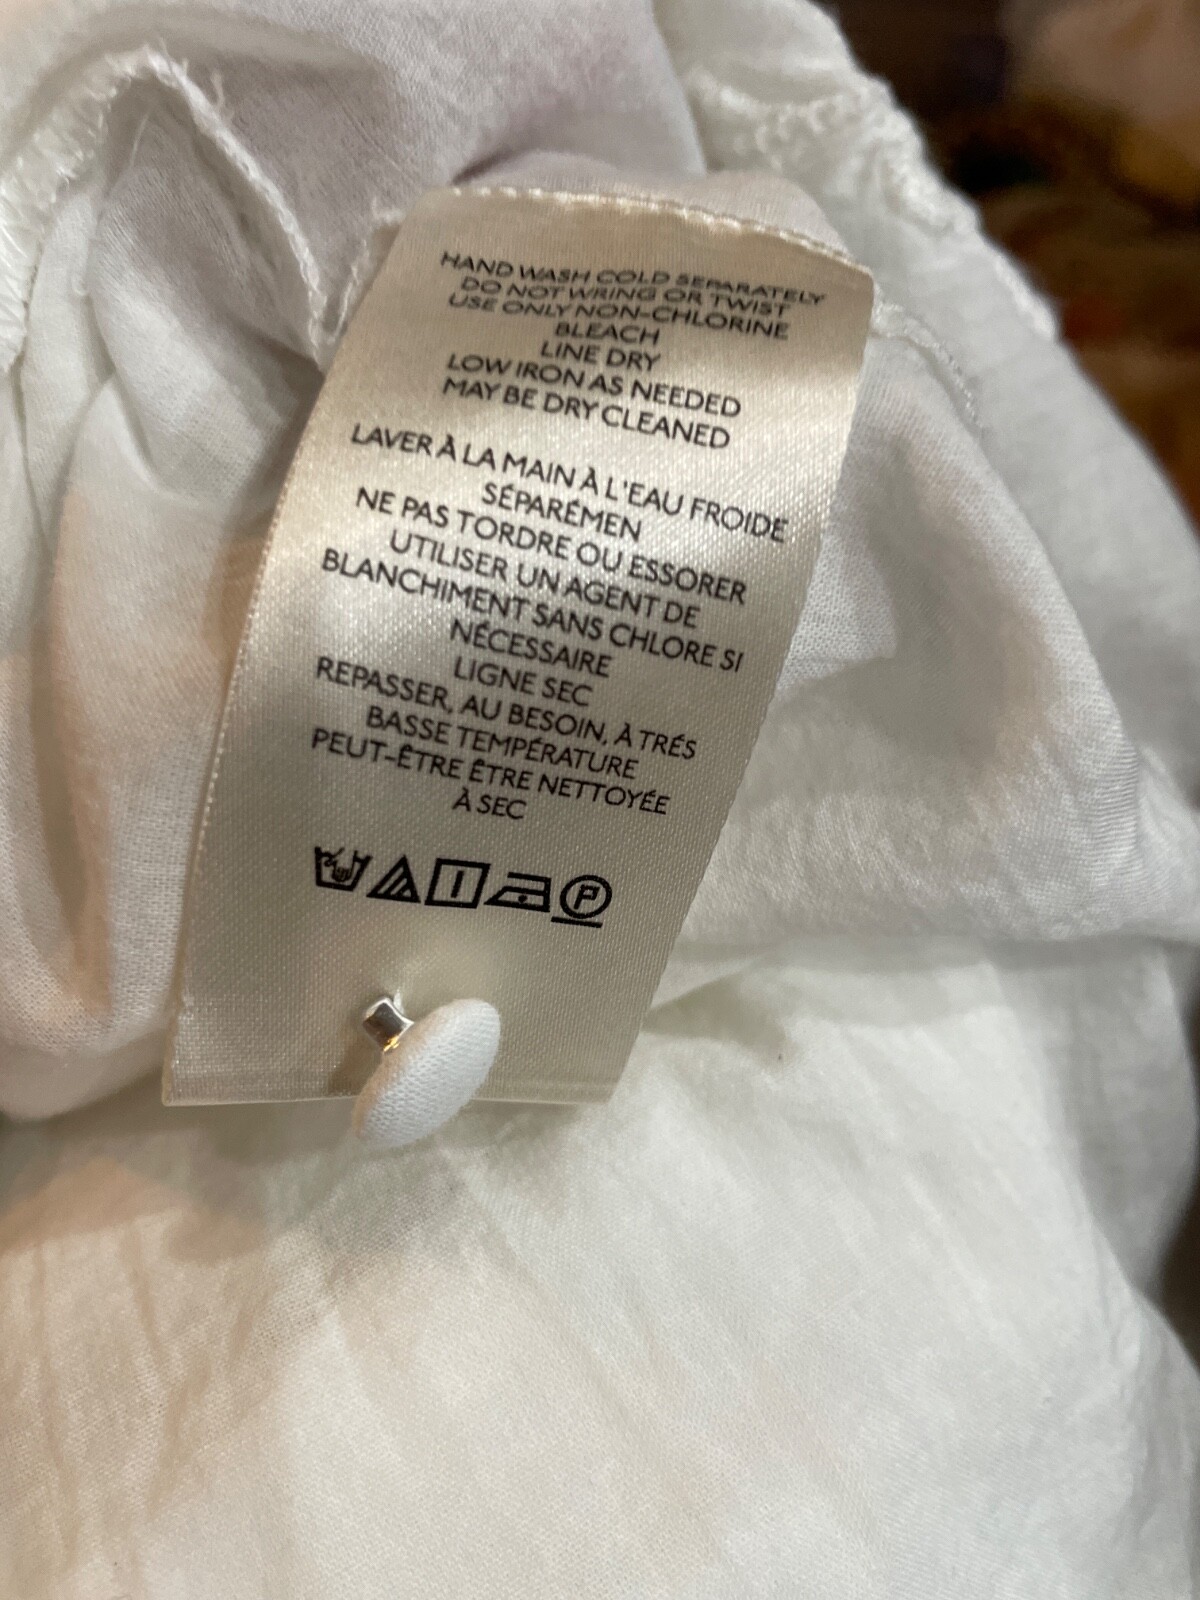 HAND WASH COLD SEPARATELY
DO NOT WRING OR TWIST
USE ONLY NON-CHLORINE
BLEACH
LINE DRY
LOW IRON AS NEEDED
MAY BE DRY CLEANED
LAVER À LA MAIN À L'EAU FROIDE
SÉPARÉMEN
NE PAS TORDRE OU ESSORER
UTILISER UN AGENT DE
BLANCHIMENT SANS CHLORE SI
NÉCESSAIRE
LIGNE SEC
REPASSER, AU BESOIN, À TRÉS
BASSE TEMPÉRATURE
PEUT-ÊTRE ÊTRE NETTOYÉE
À SEC
P